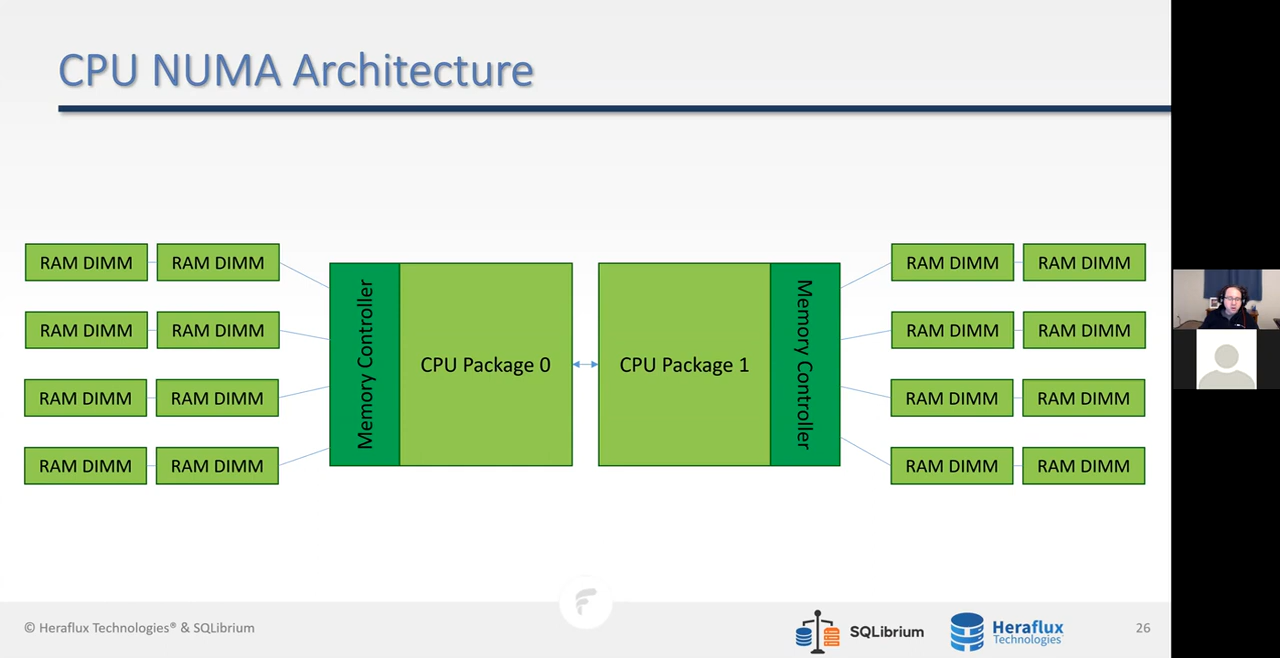 CPU NUMA Architecture
RAM DIMM RAM DIMM
RAM DIMM RAM DIMM
RAM DIMM RAM DIMM
RAM DIMM RAM DIMM
Memory Controller
CPU Package 0
CPU Package 1
Memory Controller
RAM DIMM RAM DIMM
RAM DIMM RAM DIMM
RAM DIMM RAM DIMM
RAM DIMM RAM DIMM
© Heraflux Technologies® & SQLibrium
SQLibrium
Heraflux
Technologies
26